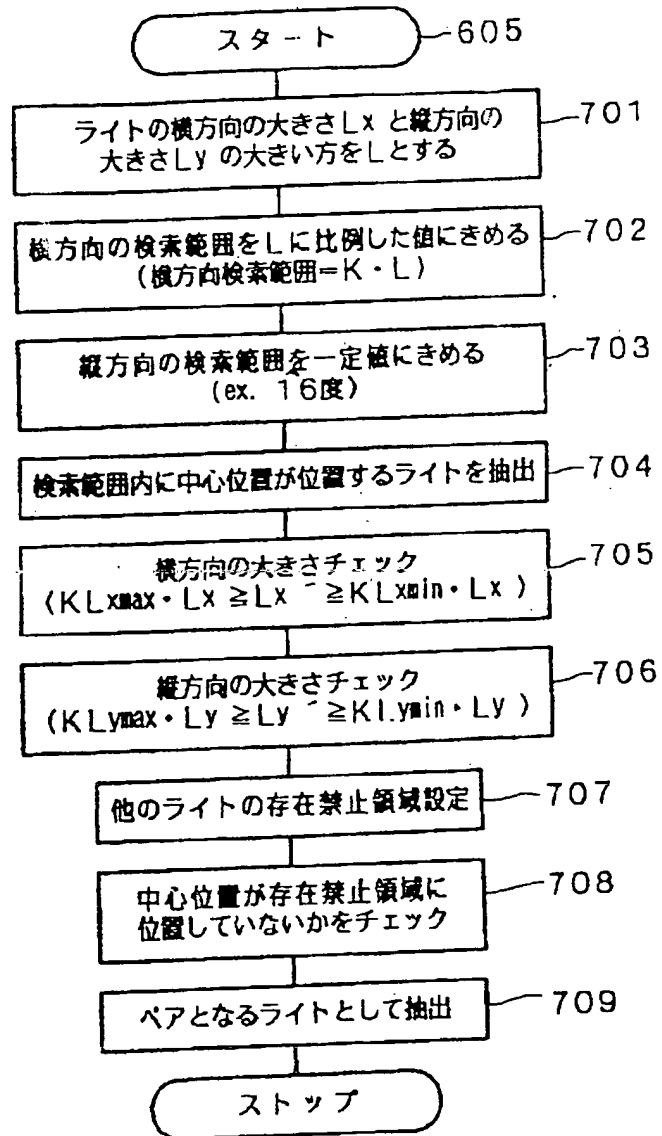 スタート 605
ライトの横方向の大きさLxと縦方向の 701
大きさLyの大きい方をLとする
横方向の検索範囲をLに比例した値にきめる 702
(横方向検索範囲=K・L)
縦方向の検索範囲を一定値にきめる 703
(ex. 16度)
検索範囲内に中心位置が位置するライトを抽出 704
横方向の大きさチェック 705
(KLxmax・Lx≧Lx´≧KLxmin・Lx)
縦方向の大きさチェック 706
(KLymax・Ly≧Ly´≧KLymin・Ly)
他のライトの存在禁止領域設定 707
中心位置が存在禁止領域に 708
位置していないかをチェック
ペアとなるライトとして抽出 709
ストップ